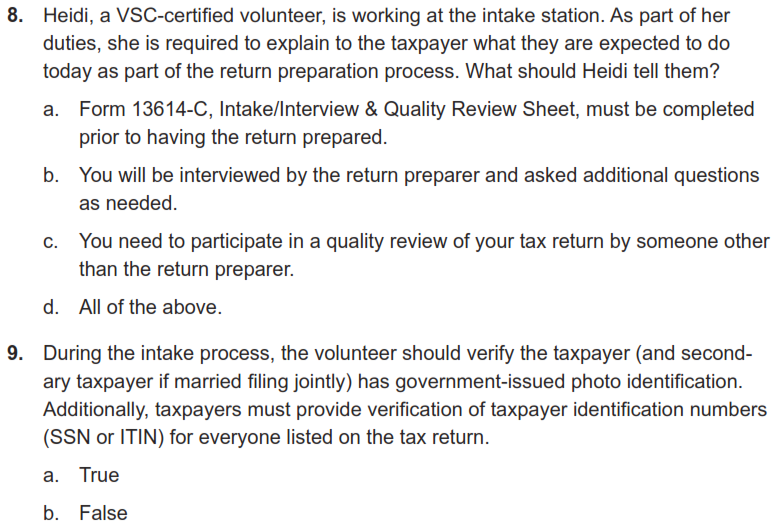 8. Heidi, a VSC-certified volunteer, is working at the intake station. As part of her
duties, she is required to explain to the taxpayer what they are expected to do
today as part of the return preparation process. What should Heidi tell them?
a. Form 13614-C, Intake/Interview & Quality Review Sheet, must be completed
prior to having the return prepared.
b. You will be interviewed by the return preparer and asked additional questions
as needed.
c. You need to participate in a quality review of your tax return by someone other
than the return preparer.
d. All of the above.
9. During the intake process, the volunteer should verify the taxpayer (and second-
ary taxpayer if married filing jointly) has government-issued photo identification.
Additionally, taxpayers must provide verification of taxpayer identification numbers
(SSN or ITIN) for everyone listed on the tax return.
a. True
b. False